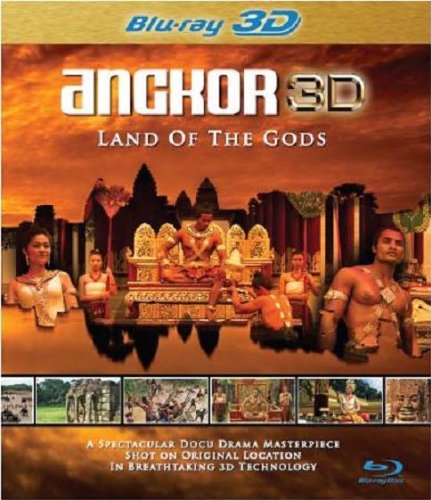 Blu-ray 3D
ANGKOR 3D
LAND OF THE GODS
A SPECTACULAR DOCU DRAMA MASTERPIECE
SHOT ON ORIGINAL LOCATION
IN BREATHTAKING 3D TECHNOLOGY
Blu-ray Disc